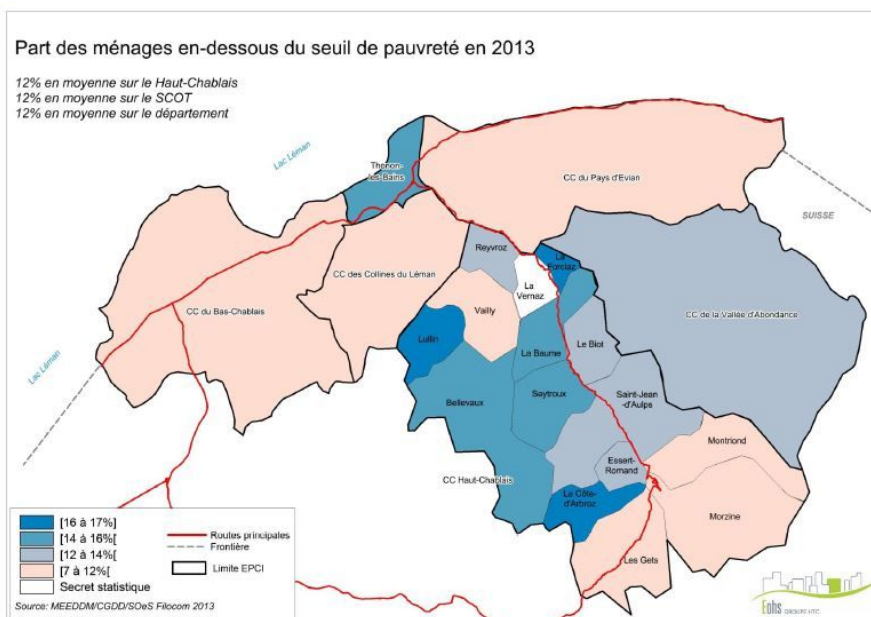 Part des ménages en-dessous du seuil de pauvreté en 2013
12% en moyenne sur le Haut-Chablais
12% en moyenne sur le SCOT
12% en moyenne sur le département
Lac Léman
Thonon-
les-Bains
CC du Pays d'Evian
SUISSE
Reyvroz
La
Forclaz
CC des Collines du Léman
La
Vernaz
CC du Bas-Chablais
Vailly
CC de la Vallée d'Abondance
Lullin
Le Biot
La Baume
Lac Léman
Bellevaux
Seytroux
Saint-Jean
-d'Aulps
Montriond
Essert-
Romand
CC Haut-Chablais
La Côte-
d'Arbroz
Morzine
Les Gets
[16 à 17%]
[14 à 16%[
[12 à 14%[
[7 à 12%[
Secret statistique
Routes principales
Frontière
Limite EPCI
Source: MEEDDM/CGDD/SOeS Filocom 2013
Eohs GROUPE HTC